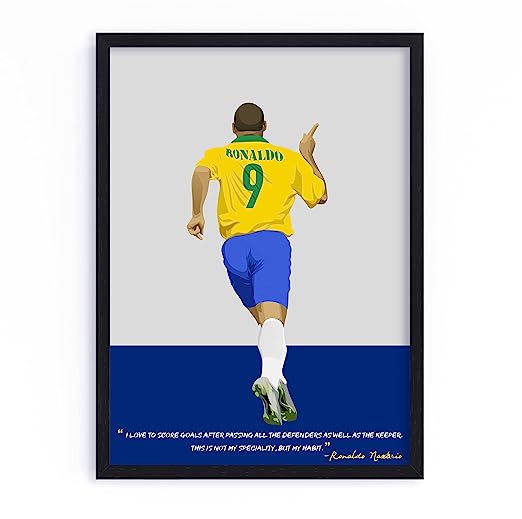 RONALDO
9
“ I LOVE TO SCORE GOALS AFTER PASSING ALL THE DEFENDERS AS WELL AS THE KEEPER.
THIS IS NOT MY SPECIALITY, BUT MY HABIT.”
-Ronaldo Nazário